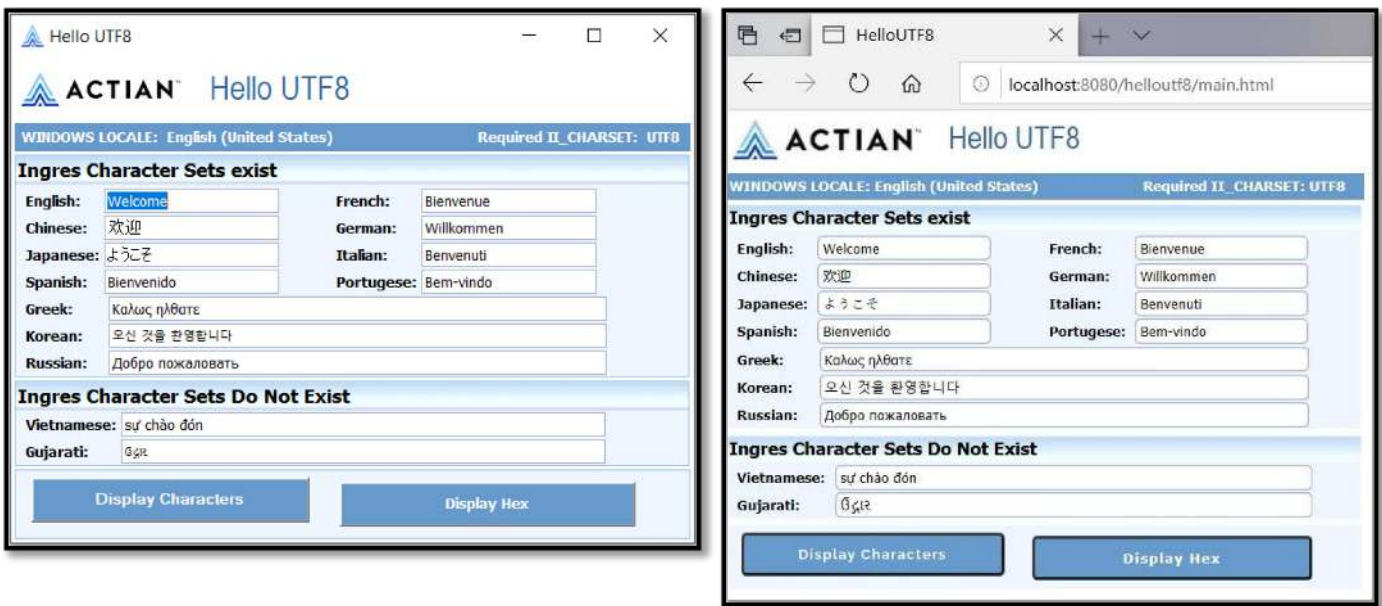 Hello UTF8
ACTIAN™ Hello UTF8
WINDOWS LOCALE: English (United States) Required II_CHARSET: UTF8
Ingres Character Sets exist
English: Welcome French: Bienvenue
Chinese: 欢迎 German: Willkommen
Japanese: ようこそ Italian: Benvenuti
Spanish: Bienvenido Portugese: Bem-vindo
Greek: Καλως ηλθατε
Korean: 오신 것을 환영합니다
Russian: Добро пожаловать
Ingres Character Sets Do Not Exist
Vietnamese: sự chào đón
Gujarati:
Display Characters Display Hex
HelloUTF8
localhost:8080/helloutf8/main.html
ACTIAN™ Hello UTF8
WINDOWS LOCALE: English (United States) Required II_CHARSET: UTF8
Ingres Character Sets exist
English: Welcome French: Bienvenue
Chinese: 欢迎 German: Willkommen
Japanese: ようこそ Italian: Benvenuti
Spanish: Bienvenido Portugese: Bem-vindo
Greek: Καλως ηλθατε
Korean: 오신 것을 환영합니다
Russian: Добро пожаловать
Ingres Character Sets Do Not Exist
Vietnamese: sự chào đón
Gujarati:
Display Characters Display Hex